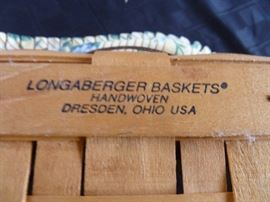 LONGABERGER BASKETS®
HANDWOVEN
DRESDEN, OHIO USA